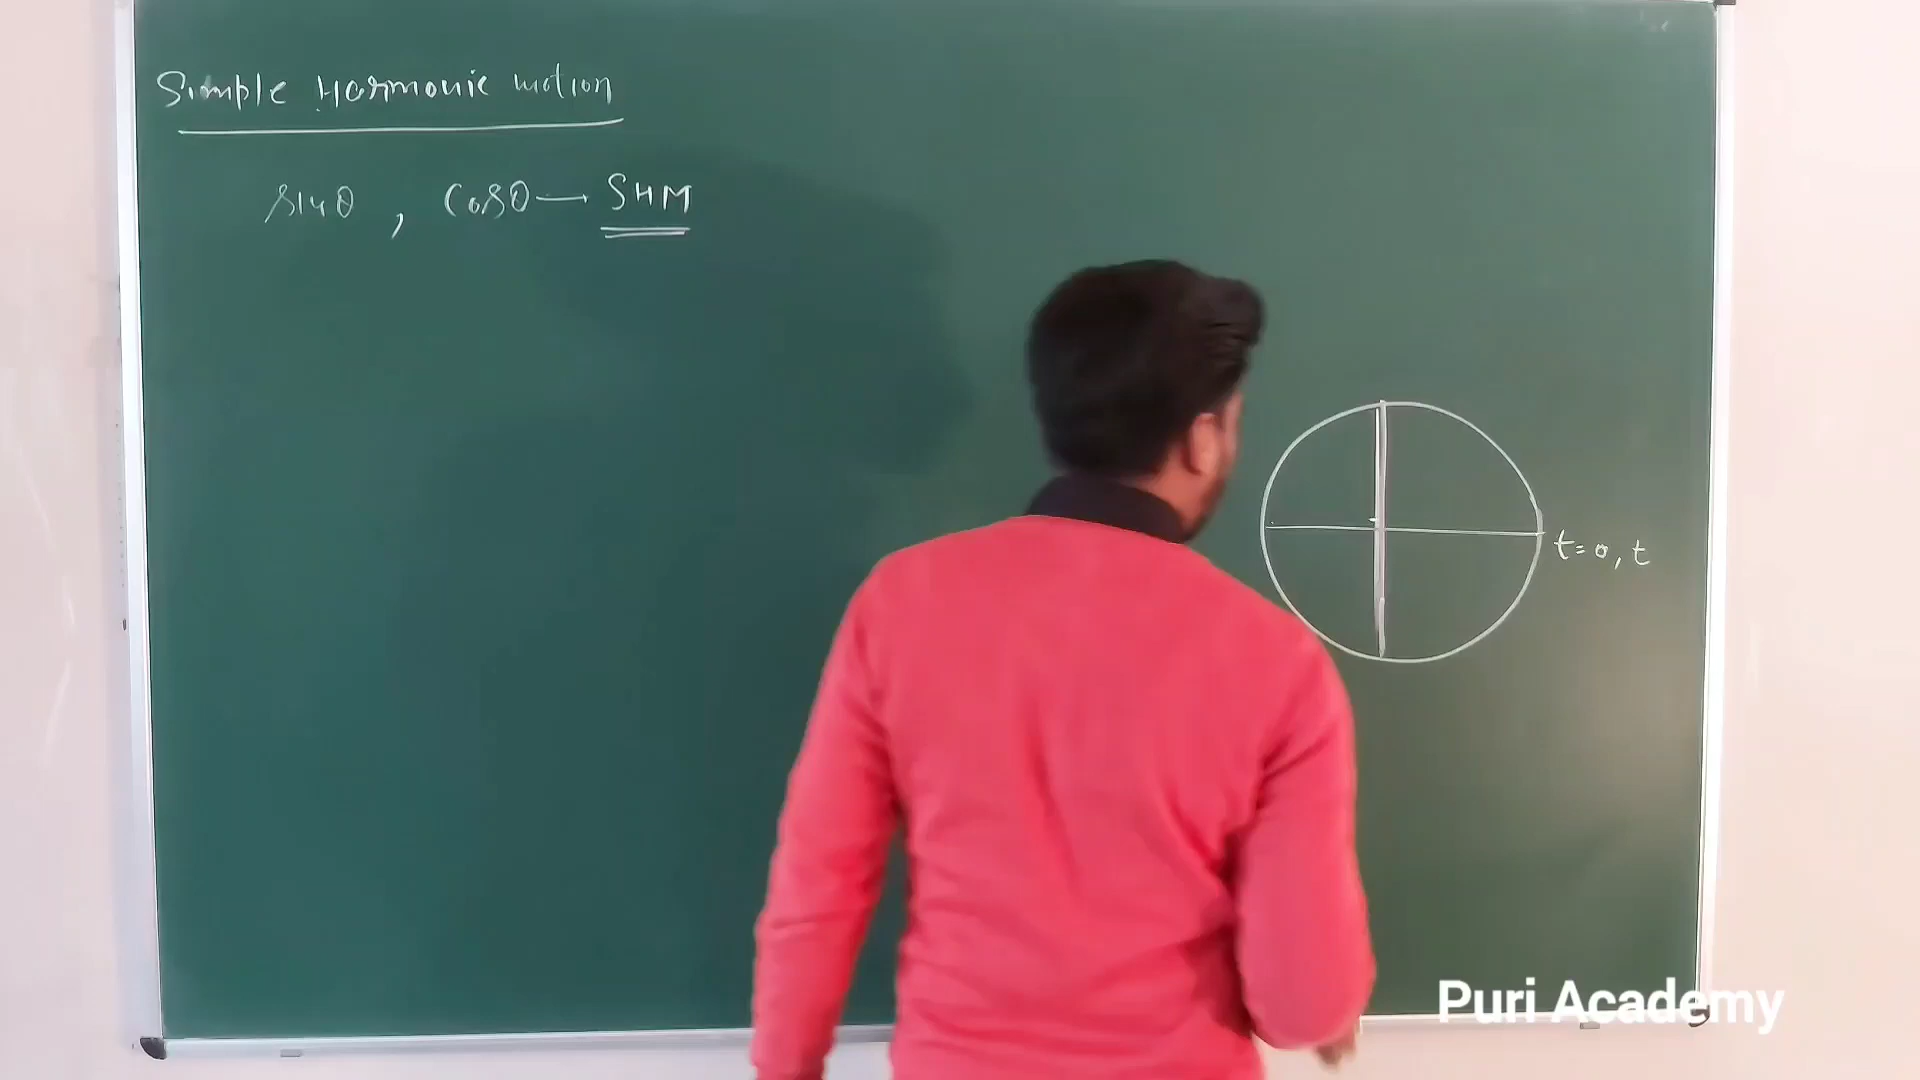 Simple Harmonic motion
sinθ , Cosθ → SHM
t=0, t
Puri Academy